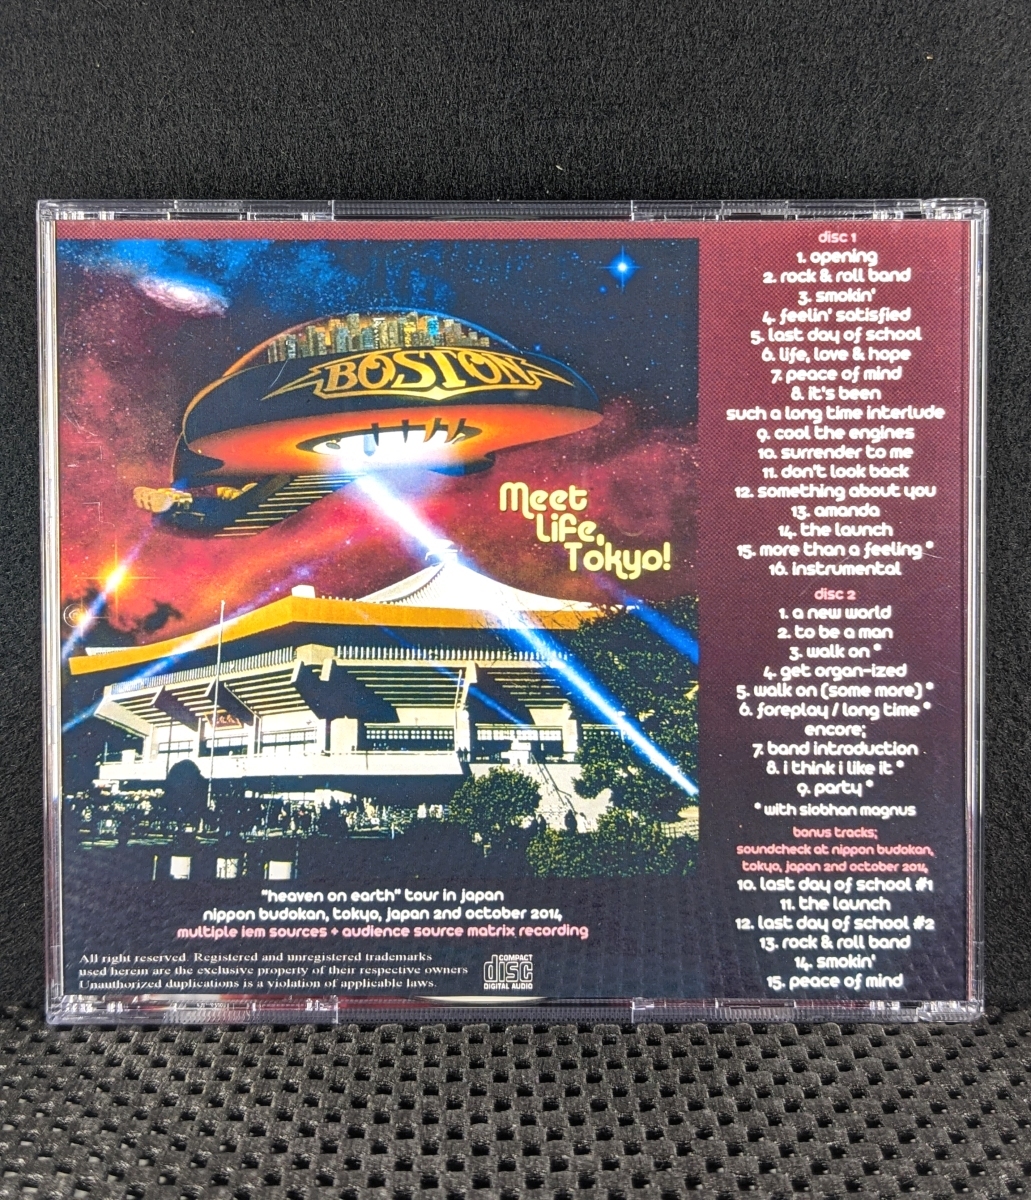 BOSTON
Meet
Life,
Tokyo!
"heaven on earth" tour in japan
nippon budokan, tokyo, japan 2nd october 2014
multiple iem sources + audience source matrix recording
All right reserved. Registered and unregistered trademarks
used herein are the exclusive property of their respective owners
Unauthorized duplications is a violation of applicable laws.
COMPACT
disc
DIGITAL AUDIO
disc 1
1. opening
2. rock & roll band
3. smokin'
4. feelin' satisfied
5. last day of school
6. life, love & hope
7. peace of mind
8. it's been
such a long time interlude
9. cool the engines
10. surrender to me
11. don't look back
12. something about you
13. amanda
14. the launch
15. more than a feeling *
16. instrumental
disc 2
1. a new world
2. to be a man
3. walk on *
4. get organ-ized
5. walk on (some more) *
6. foreplay / long time *
encore;
7. band introduction
8. i think i like it *
9. party *
* with siobhan magnus
bonus tracks;
soundcheck at nippon budokan,
tokyo, japan 2nd october 2014
10. last day of school #1
11. the launch
12. last day of school #2
13. rock & roll band
14. smokin'
15. peace of mind